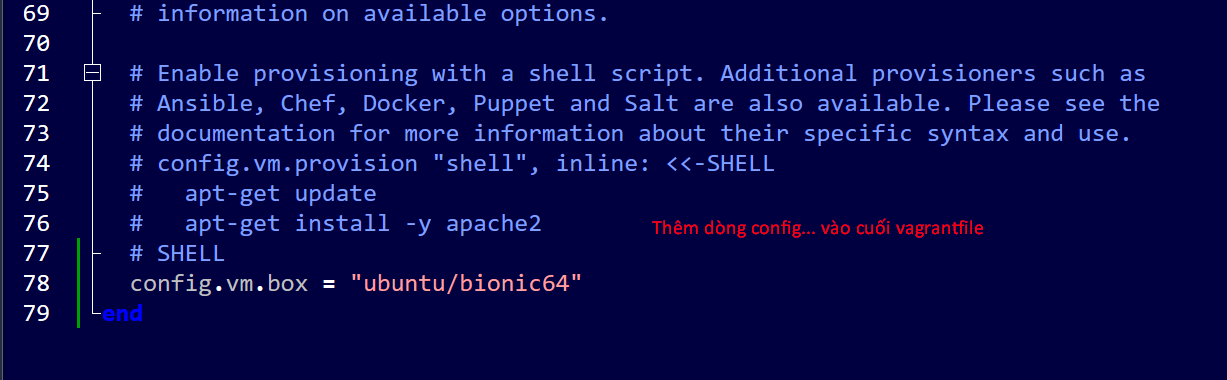 69 # information on available options.
70
71 # Enable provisioning with a shell script. Additional provisioners such as
72 # Ansible, Chef, Docker, Puppet and Salt are also available. Please see the
73 # documentation for more information about their specific syntax and use.
74 # config.vm.provision "shell", inline: <<-SHELL
75 #   apt-get update
76 #   apt-get install -y apache2 Thêm dòng config... vào cuối vagrantfile
77 # SHELL
78 config.vm.box = "ubuntu/bionic64"
79 end